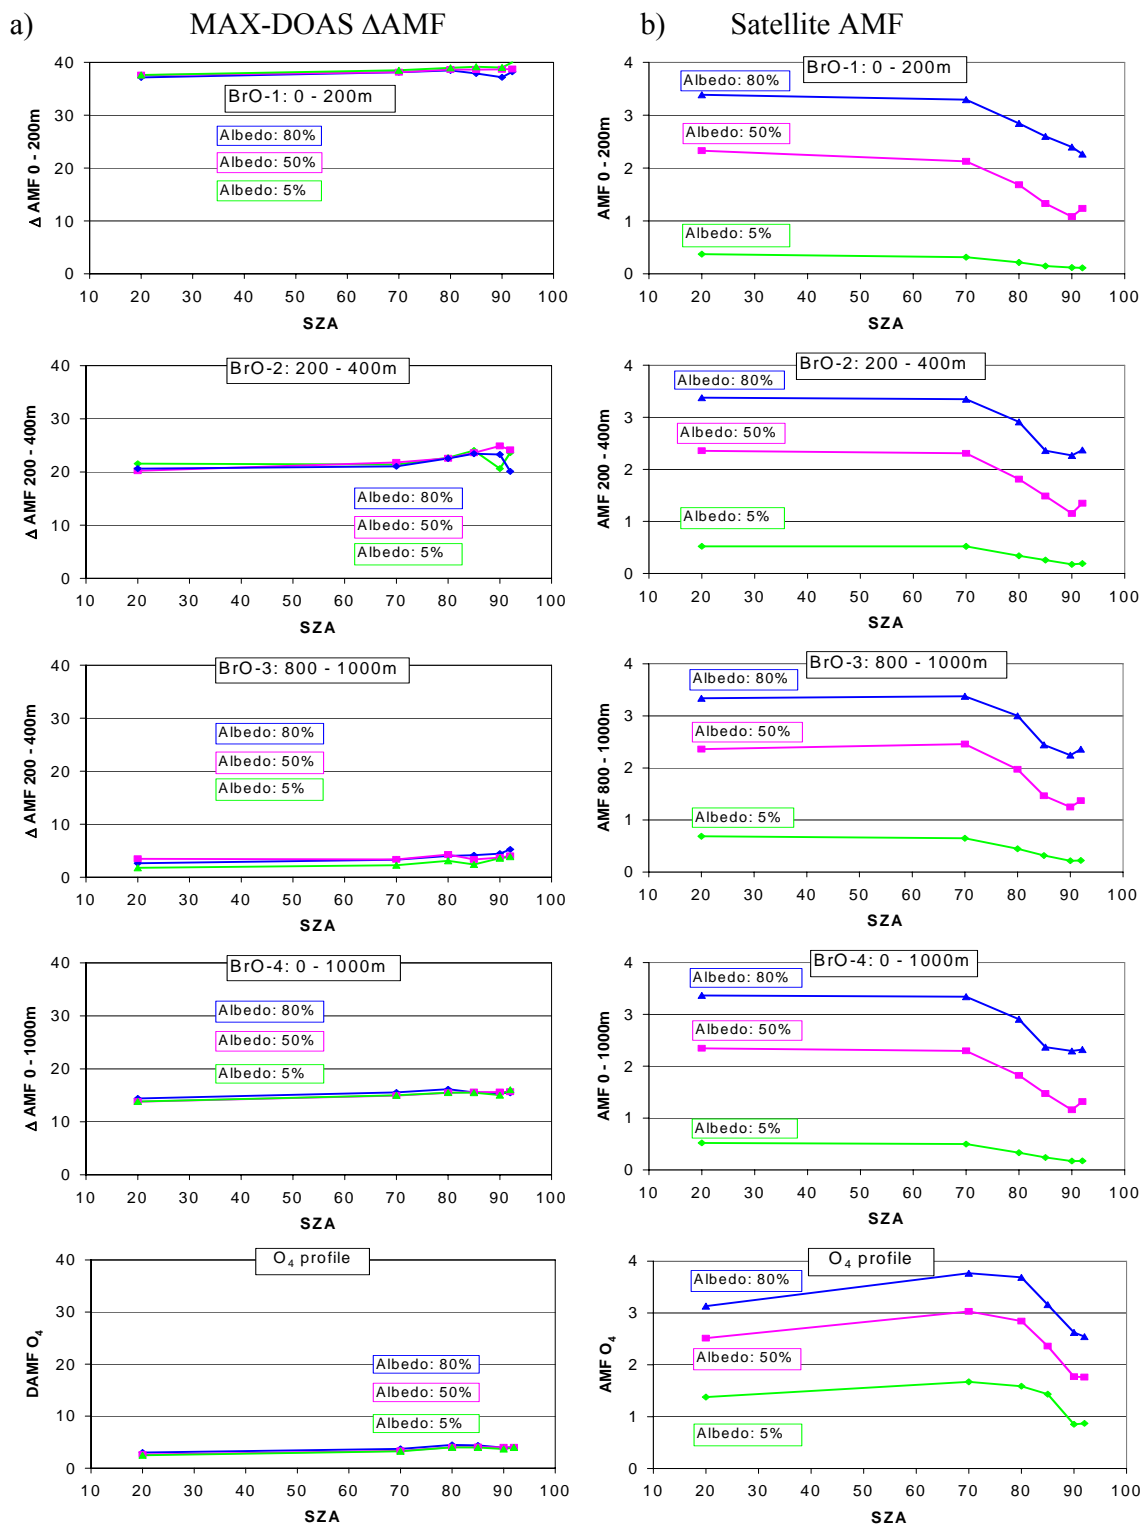 a) MAX-DOAS ΔAMF
b) Satellite AMF
BrO-1: 0 - 200m
Albedo: 80%
Albedo: 50%
Albedo: 5%
Δ AMF 0 - 200m
40
30
20
10
0
10 20 30 40 50 60 70 80 90 100
SZA
BrO-1: 0 - 200m
Albedo: 80%
Albedo: 50%
Albedo: 5%
AMF 0 - 200m
4
3
2
1
0
10 20 30 40 50 60 70 80 90 100
SZA
BrO-2: 200 - 400m
Albedo: 80%
Albedo: 50%
Albedo: 5%
Δ AMF 200 - 400m
40
30
20
10
0
10 20 30 40 50 60 70 80 90 100
SZA
BrO-2: 200 - 400m
Albedo: 80%
Albedo: 50%
Albedo: 5%
AMF 200 - 400m
4
3
2
1
0
10 20 30 40 50 60 70 80 90 100
SZA
BrO-3: 800 - 1000m
Albedo: 80%
Albedo: 50%
Albedo: 5%
Δ AMF 200 - 400m
40
30
20
10
0
10 20 30 40 50 60 70 80 90 100
SZA
BrO-3: 800 - 1000m
Albedo: 80%
Albedo: 50%
Albedo: 5%
AMF 800 - 1000m
4
3
2
1
0
10 20 30 40 50 60 70 80 90 100
SZA
BrO-4: 0 - 1000m
Albedo: 80%
Albedo: 50%
Albedo: 5%
Δ AMF 0 - 1000m
40
30
20
10
0
10 20 30 40 50 60 70 80 90 100
SZA
BrO-4: 0 - 1000m
Albedo: 80%
Albedo: 50%
Albedo: 5%
AMF 0 - 1000m
4
3
2
1
0
10 20 30 40 50 60 70 80 90 100
SZA
O₄ profile
Albedo: 80%
Albedo: 50%
Albedo: 5%
DAMF O₄
40
30
20
10
0
10 20 30 40 50 60 70 80 90 100
SZA
O₄ profile
Albedo: 80%
Albedo: 50%
Albedo: 5%
AMF O₄
4
3
2
1
0
10 20 30 40 50 60 70 80 90 100
SZA